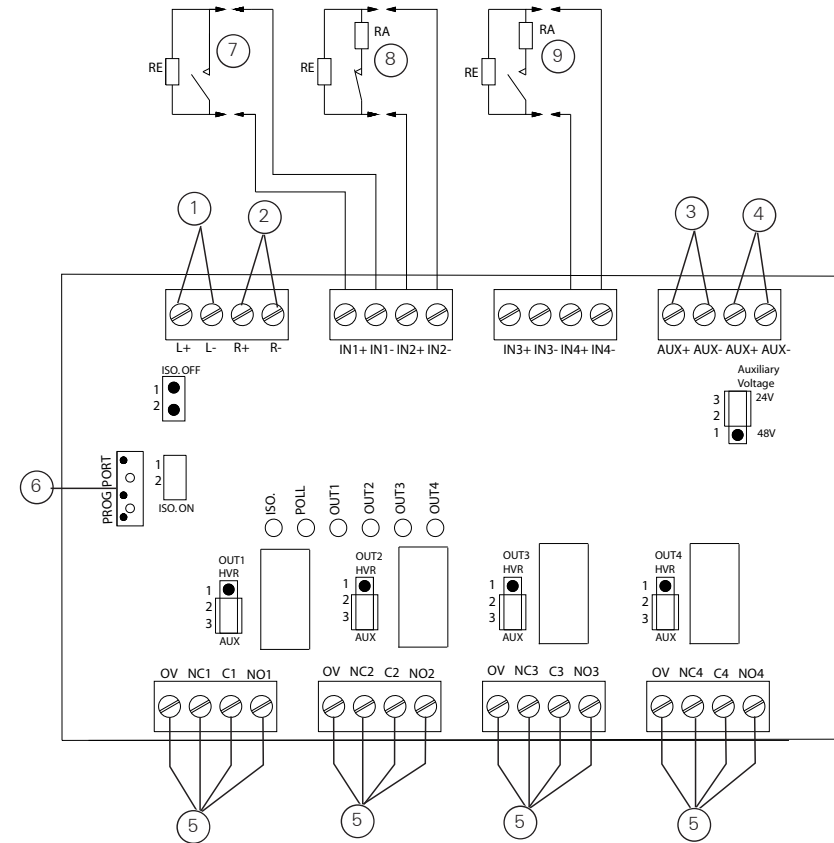 RE
7
RA
RE
8
RA
RE
9
1
2
3
4
L+ L- R+ R-
IN1+ IN1- IN2+ IN2-
IN3+ IN3- IN4+ IN4-
AUX+ AUX- AUX+ AUX-
ISO. OFF
1
2
Auxiliary
Voltage
3 24V
2
1 48V
6
PROG PORT
1
2
ISO. ON
ISO.
POLL
OUT1
OUT2
OUT3
OUT4
OUT1
HVR
1
2
3
AUX
OUT2
HVR
1
2
3
AUX
OUT3
HVR
1
2
3
AUX
OUT4
HVR
1
2
3
AUX
OV NC1 C1 NO1
OV NC2 C2 NO2
OV NC3 C3 NO3
OV NC4 C4 NO4
5
5
5
5